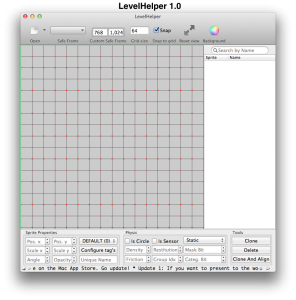 LevelHelper 1.0
LevelHelper
768 1,024 64 Snap
Open Safe Frame Custom Safe Frame Grid size Snap to grid Reset view Background
Search by Name
Sprite Name
Sprite Properties Physic Tools
Pos. x Pos. y DEFAULT (0) Is Circle Is Sensor Static Clone
Scale x Scale y Configure tag's Density Restitution Mask Bit Delete
Angle Opacity Unique Name Friction Group Categ. Bit Clone And Align
e on the Mac App Store. Go update! * Update 1: If you want to present to the wo